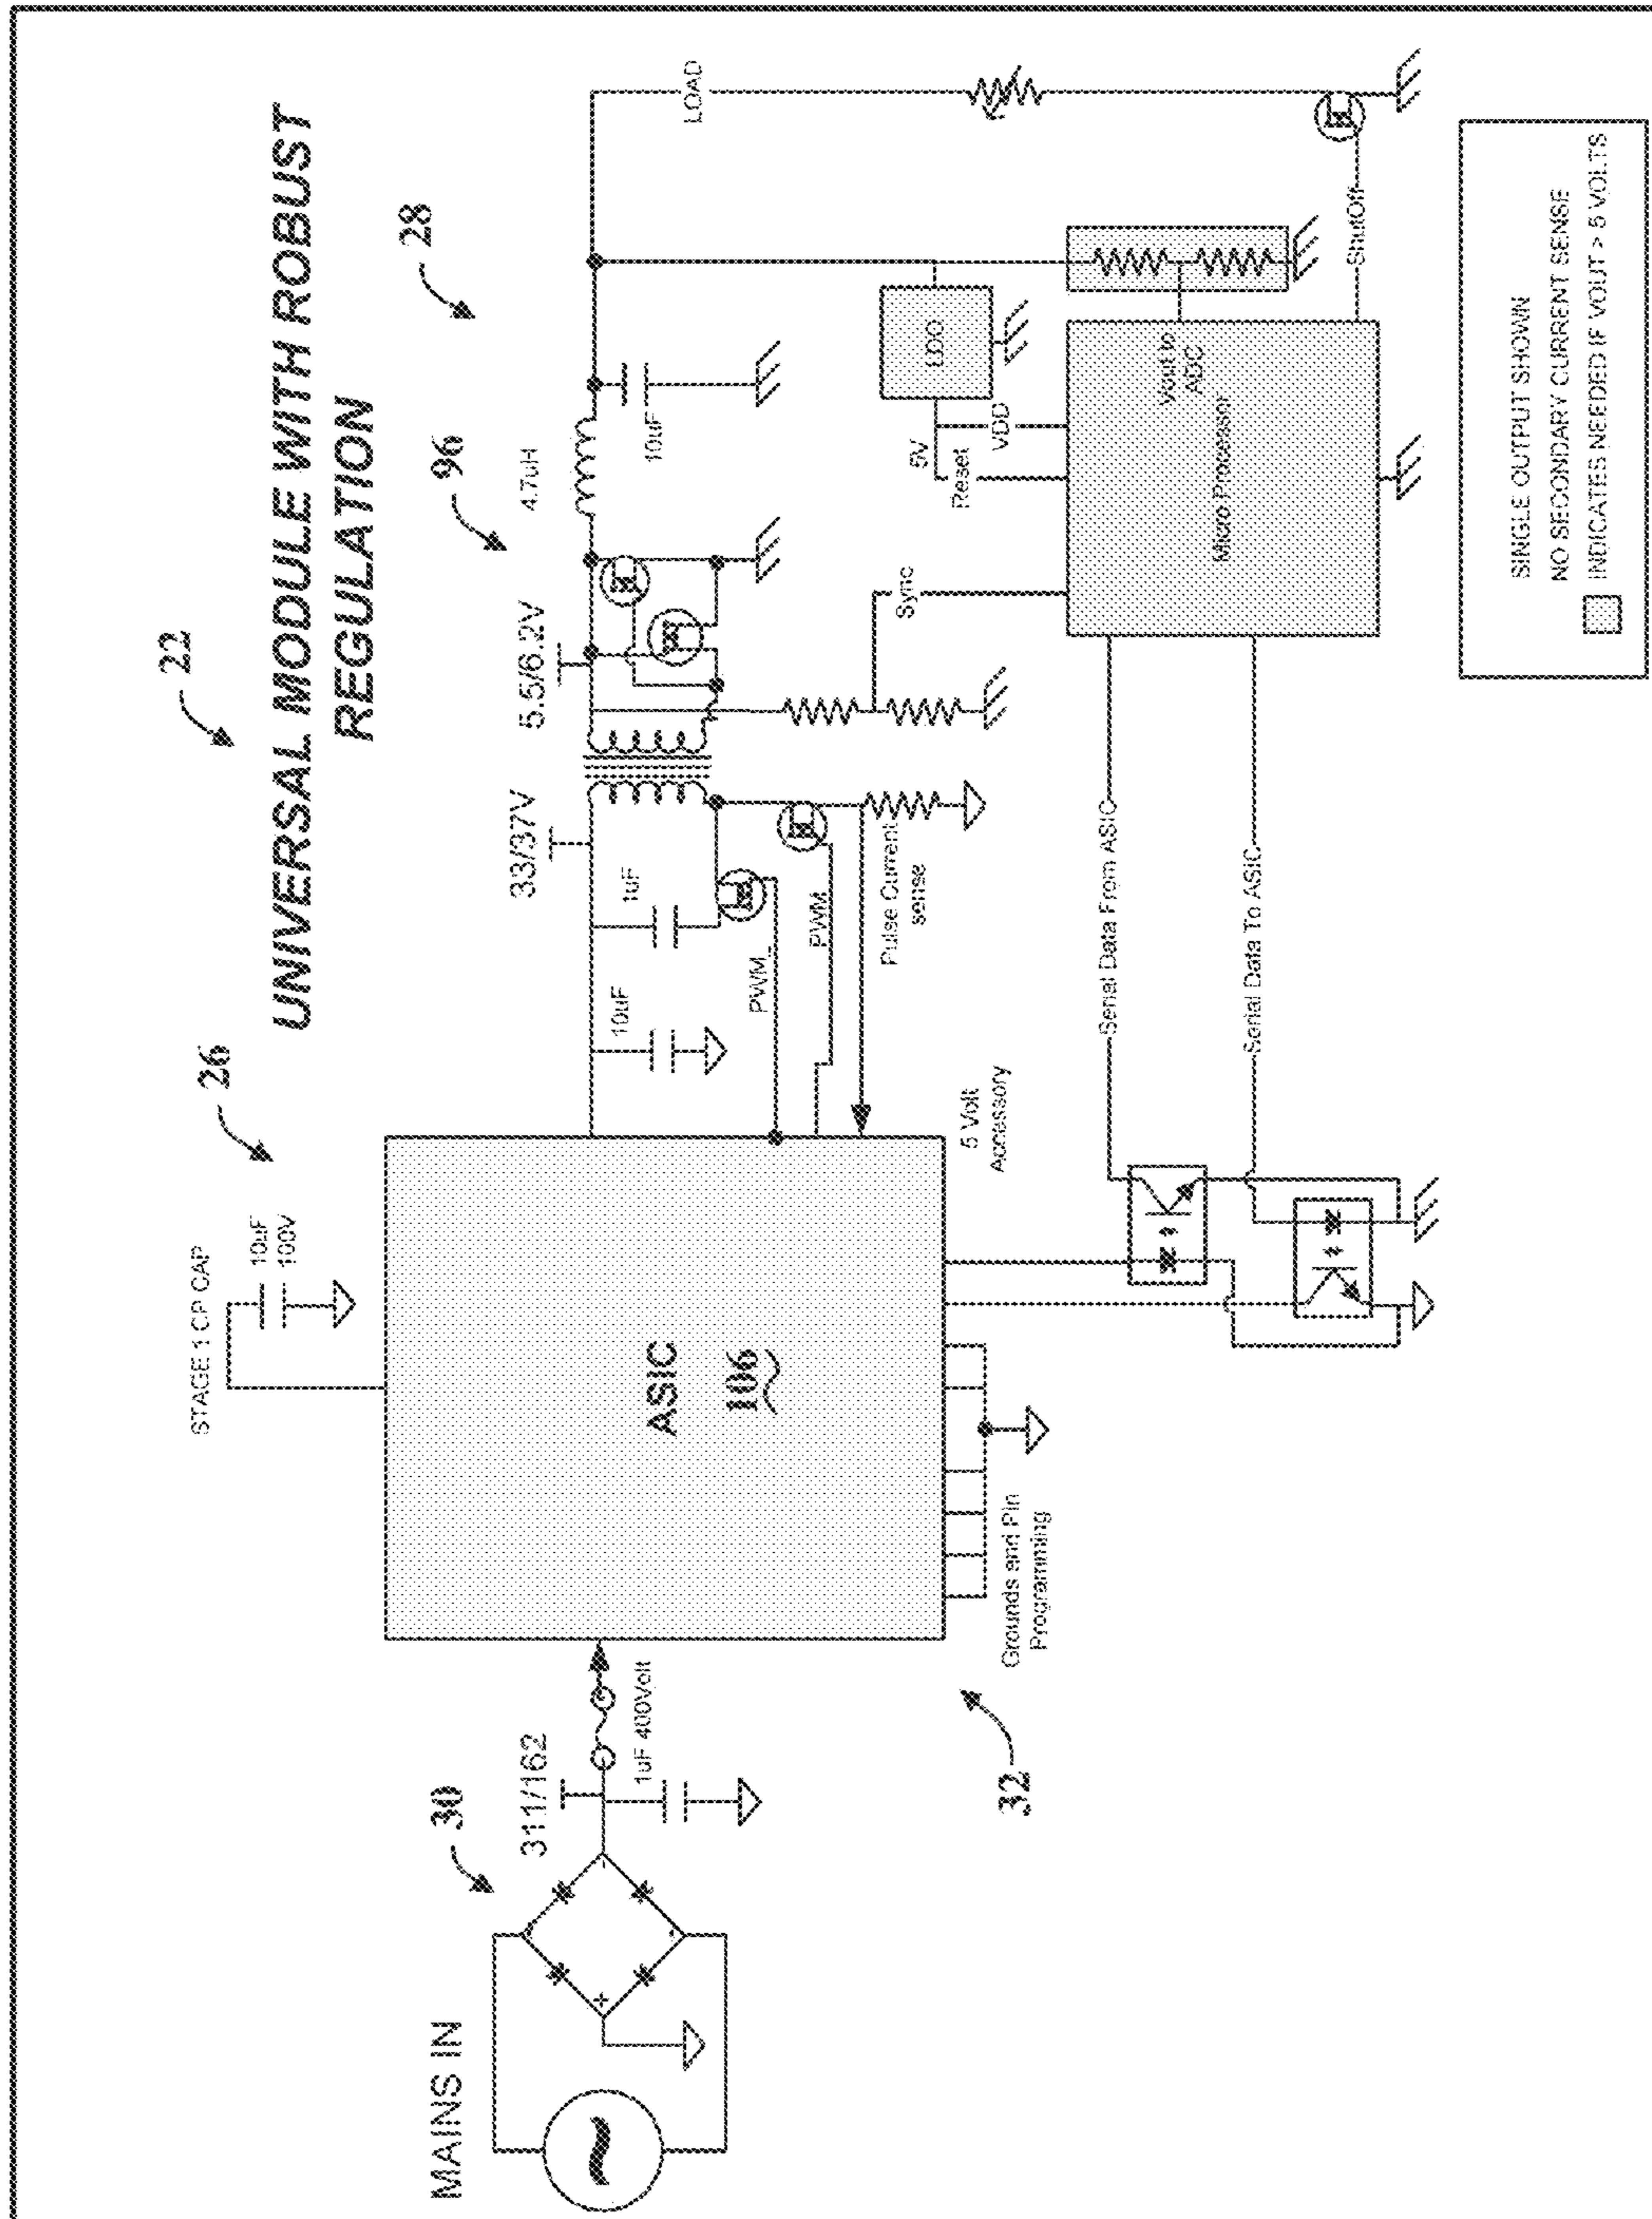 UNIVERSAL MODULE WITH ROBUST
REGULATION
22
26
28
96
30
32
MAINS IN
+
-
311/162
1uF 400Volt
STAGE 1 CP CAP
10uF
100V
ASIC
106
Grounds and Pin
Programming
5 Volt
Accessory
10uF
1uF
33/37V
PWM_
PWM
Pulse Current
sense
5.5/6.2V
4.7uH
10uF
LOAD
Sync
5V
Reset
VDD
LDO
Vout to
ADC
Micro Processor
ShutOff
Serial Data From ASIC
Serial Data To ASIC
SINGLE OUTPUT SHOWN
NO SECONDARY CURRENT SENSE
INDICATES NEEDED IF VOUT > 5 VOLTS